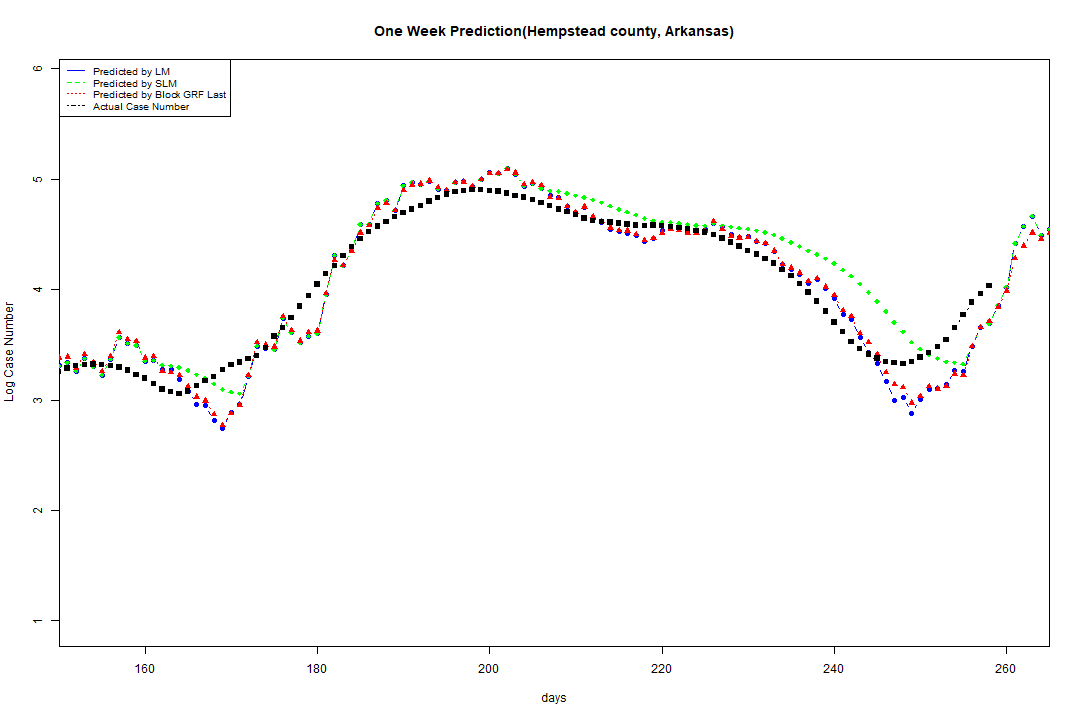 One Week Prediction(Hempstead county, Arkansas)
Predicted by LM
Predicted by SLM
Predicted by Block GRF Last
Actual Case Number
6
5
4
3
2
1
Log Case Number
160 180 200 220 240 260
days